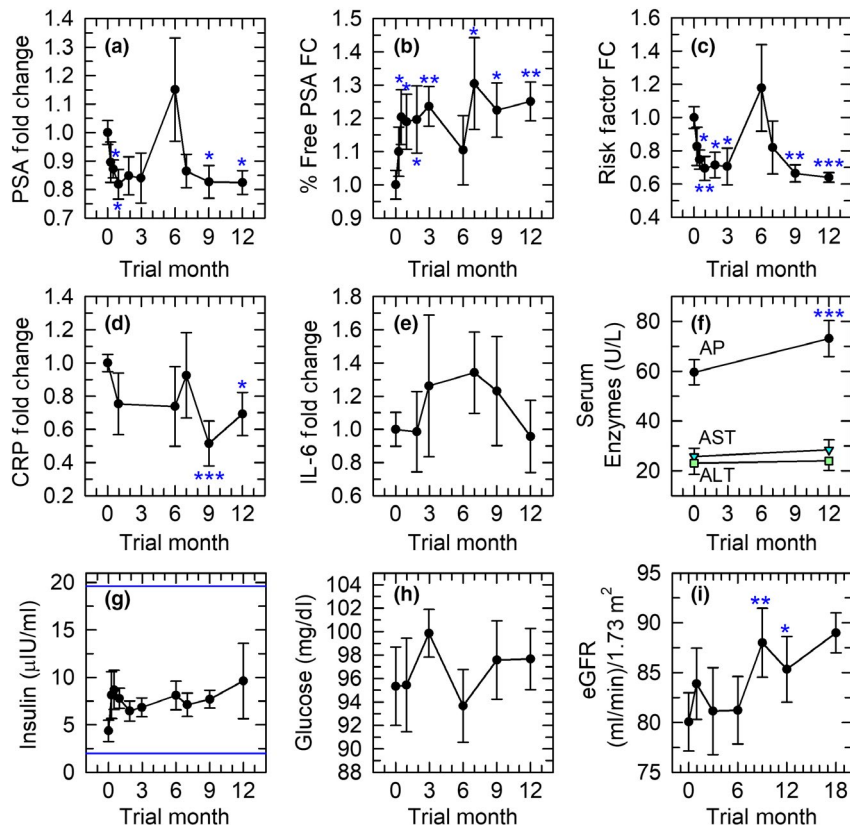 (a)
PSA fold change
1.4
1.3
1.2
1.1
1.0
0.9
0.8
0.7
*
*
*
*
0 3 6 9 12
Trial month
(b)
% Free PSA FC
1.5
1.4
1.3
1.2
1.1
1.0
0.9
*
*
*
**
*
*
**
0 3 6 9 12
Trial month
(c)
Risk factor FC
1.6
1.4
1.2
1.0
0.8
0.6
0.4
*
**
*
*
**
***
0 3 6 9 12
Trial month
(d)
CRP fold change
1.4
1.2
1.0
0.8
0.6
0.4
0.2
***
*
0 3 6 9 12
Trial month
(e)
IL-6 fold change
1.8
1.6
1.4
1.2
1.0
0.8
0.6
0 3 6 9 12
Trial month
(f)
Serum
Enzymes (U/L)
80
60
40
20
***
AP
AST
ALT
0 3 6 9 12
Trial month
(g)
Insulin (μIU/ml)
20
15
10
5
0
0 3 6 9 12
Trial month
(h)
Glucose (mg/dl)
104
102
100
98
96
94
92
90
88
0 3 6 9 12
Trial month
(i)
eGFR
(ml/min)/1.73 m²
95
90
85
80
75
**
*
0 6 12 18
Trial month